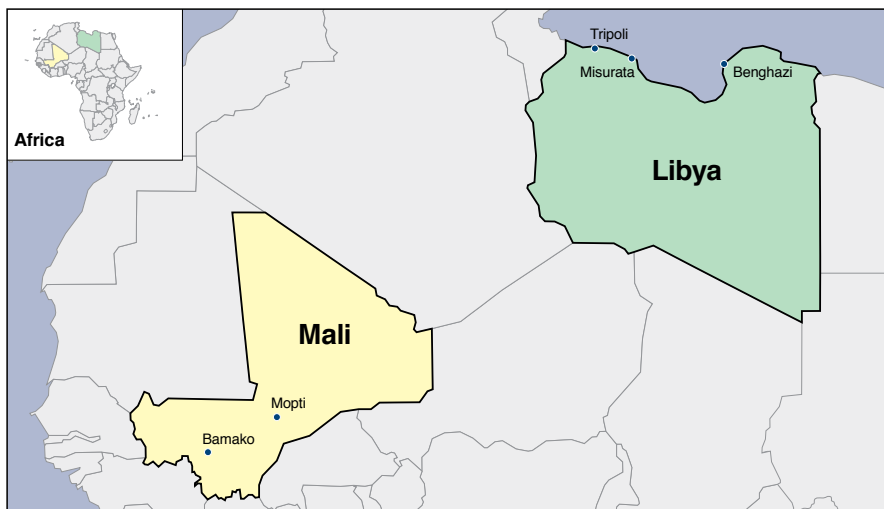 Africa
Tripoli
Misurata
Benghazi
Libya
Mali
Mopti
Bamako